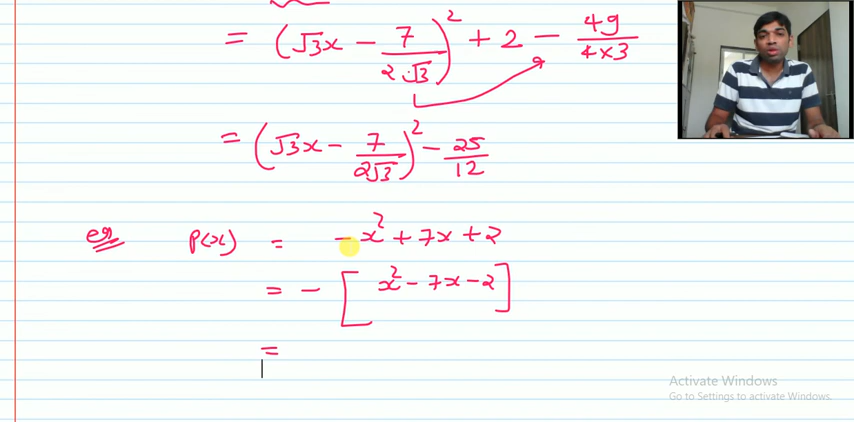 = (√3x − 7/2√3)² + 2 − 49/4×3
= (√3x − 7/2√3)² − 25/12
eg p(x) = −x² + 7x + 2
= − [x² − 7x − 2]
=
Activate Windows
Go to Settings to activate Windows.